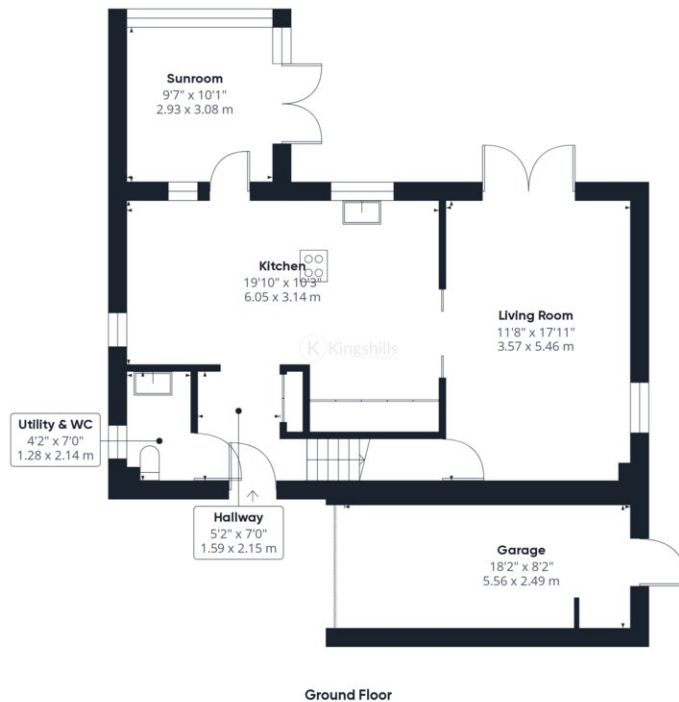 Sunroom
9'7" x 10'1"
2.93 x 3.08 m
Kitchen
19'10" x 10'3"
6.05 x 3.14 m
Living Room
11'8" x 17'11"
3.57 x 5.46 m
K Kingshills
Utility & WC
4'2" x 7'0"
1.28 x 2.14 m
Hallway
5'2" x 7'0"
1.59 x 2.15 m
Garage
18'2" x 8'2"
5.56 x 2.49 m
Ground Floor